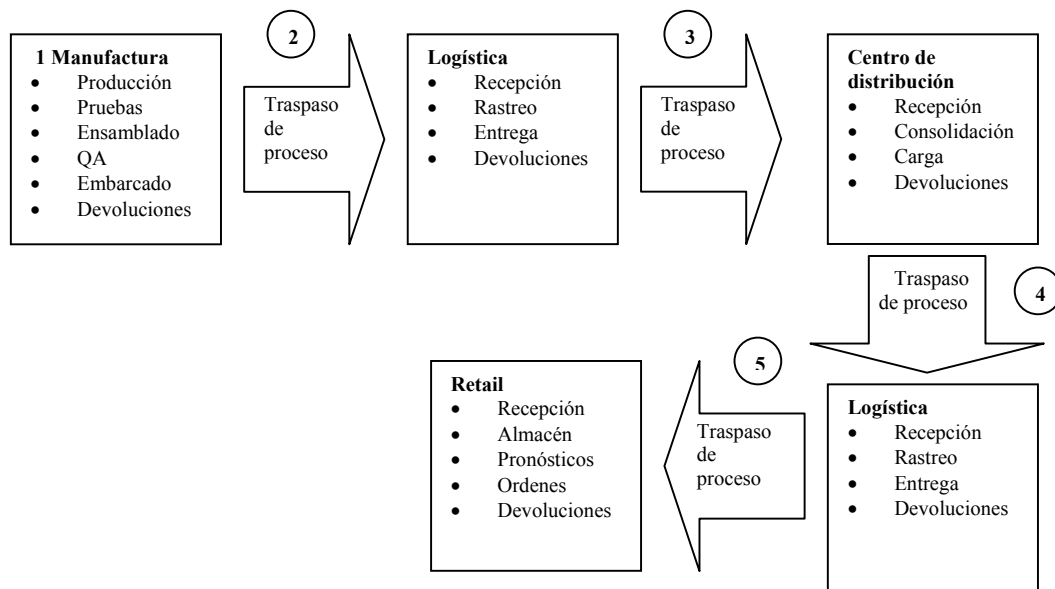 1 Manufactura
• Producción
• Pruebas
• Ensamblado
• QA
• Embarcado
• Devoluciones
2
Traspaso
de
proceso
Logística
• Recepción
• Rastreo
• Entrega
• Devoluciones
3
Traspaso
de
proceso
Centro de
distribución
• Recepción
• Consolidación
• Carga
• Devoluciones
Traspaso
de proceso
4
Logística
• Recepción
• Rastreo
• Entrega
• Devoluciones
5
Traspaso
de
proceso
Retail
• Recepción
• Almacén
• Pronósticos
• Ordenes
• Devoluciones